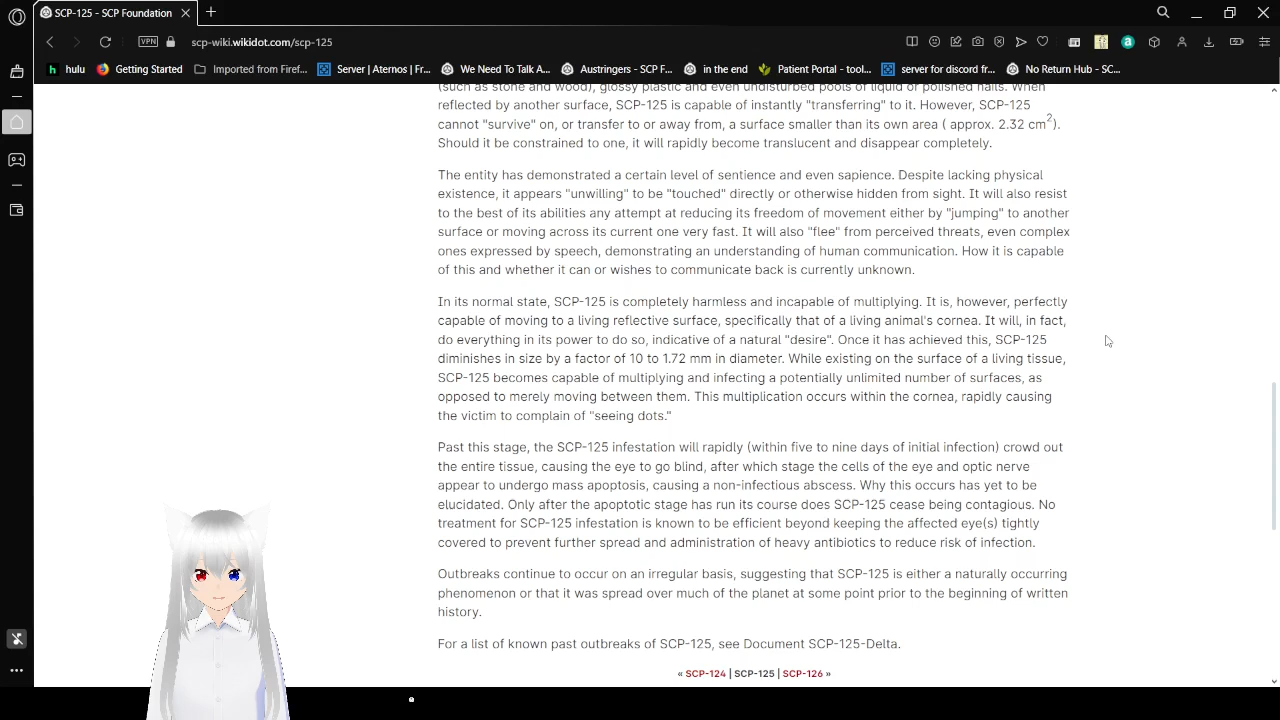 SCP-125 - SCP Foundation
VPN
scp-wiki.wikidot.com/scp-125
hulu
Getting Started
Imported from Firef...
Server | Aternos | Fr...
We Need To Talk A...
Austringers - SCP F...
in the end
Patient Portal - tool...
server for discord fr...
No Return Hub - SC...
(such as stone and wood), glossy plastic and even undisturbed pools of liquid or polished nails. When
reflected by another surface, SCP-125 is capable of instantly "transferring" to it. However, SCP-125
cannot "survive" on, or transfer to or away from, a surface smaller than its own area ( approx. 2.32 cm2).
Should it be constrained to one, it will rapidly become translucent and disappear completely.
The entity has demonstrated a certain level of sentience and even sapience. Despite lacking physical
existence, it appears "unwilling" to be "touched" directly or otherwise hidden from sight. It will also resist
to the best of its abilities any attempt at reducing its freedom of movement either by "jumping" to another
surface or moving across its current one very fast. It will also "flee" from perceived threats, even complex
ones expressed by speech, demonstrating an understanding of human communication. How it is capable
of this and whether it can or wishes to communicate back is currently unknown.
In its normal state, SCP-125 is completely harmless and incapable of multiplying. It is, however, perfectly
capable of moving to a living reflective surface, specifically that of a living animal's cornea. It will, in fact,
do everything in its power to do so, indicative of a natural "desire". Once it has achieved this, SCP-125
diminishes in size by a factor of 10 to 1.72 mm in diameter. While existing on the surface of a living tissue,
SCP-125 becomes capable of multiplying and infecting a potentially unlimited number of surfaces, as
opposed to merely moving between them. This multiplication occurs within the cornea, rapidly causing
the victim to complain of "seeing dots."
Past this stage, the SCP-125 infestation will rapidly (within five to nine days of initial infection) crowd out
the entire tissue, causing the eye to go blind, after which stage the cells of the eye and optic nerve
appear to undergo mass apoptosis, causing a non-infectious abscess. Why this occurs has yet to be
elucidated. Only after the apoptotic stage has run its course does SCP-125 cease being contagious. No
treatment for SCP-125 infestation is known to be efficient beyond keeping the affected eye(s) tightly
covered to prevent further spread and administration of heavy antibiotics to reduce risk of infection.
Outbreaks continue to occur on an irregular basis, suggesting that SCP-125 is either a naturally occurring
phenomenon or that it was spread over much of the planet at some point prior to the beginning of written
history.
For a list of known past outbreaks of SCP-125, see Document SCP-125-Delta.
« SCP-124 | SCP-125 | SCP-126 »